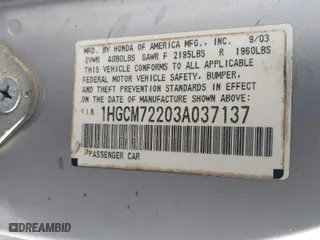 MFD. BY HONDA OF AMERICA MFG., INC. 9/03
GVWR 4080LBS GAWR F 2195LBS R 1960LBS
THIS VEHICLE CONFORMS TO ALL APPLICABLE
FEDERAL MOTOR VEHICLE SAFETY, BUMPER,
AND THEFT PREVENTION STANDARDS IN EFFECT
ON THE DATE OF MANUFACTURE SHOWN ABOVE.
V.I.N. 1HGCM72203A037137
PASSENGER CAR
DREAMBID